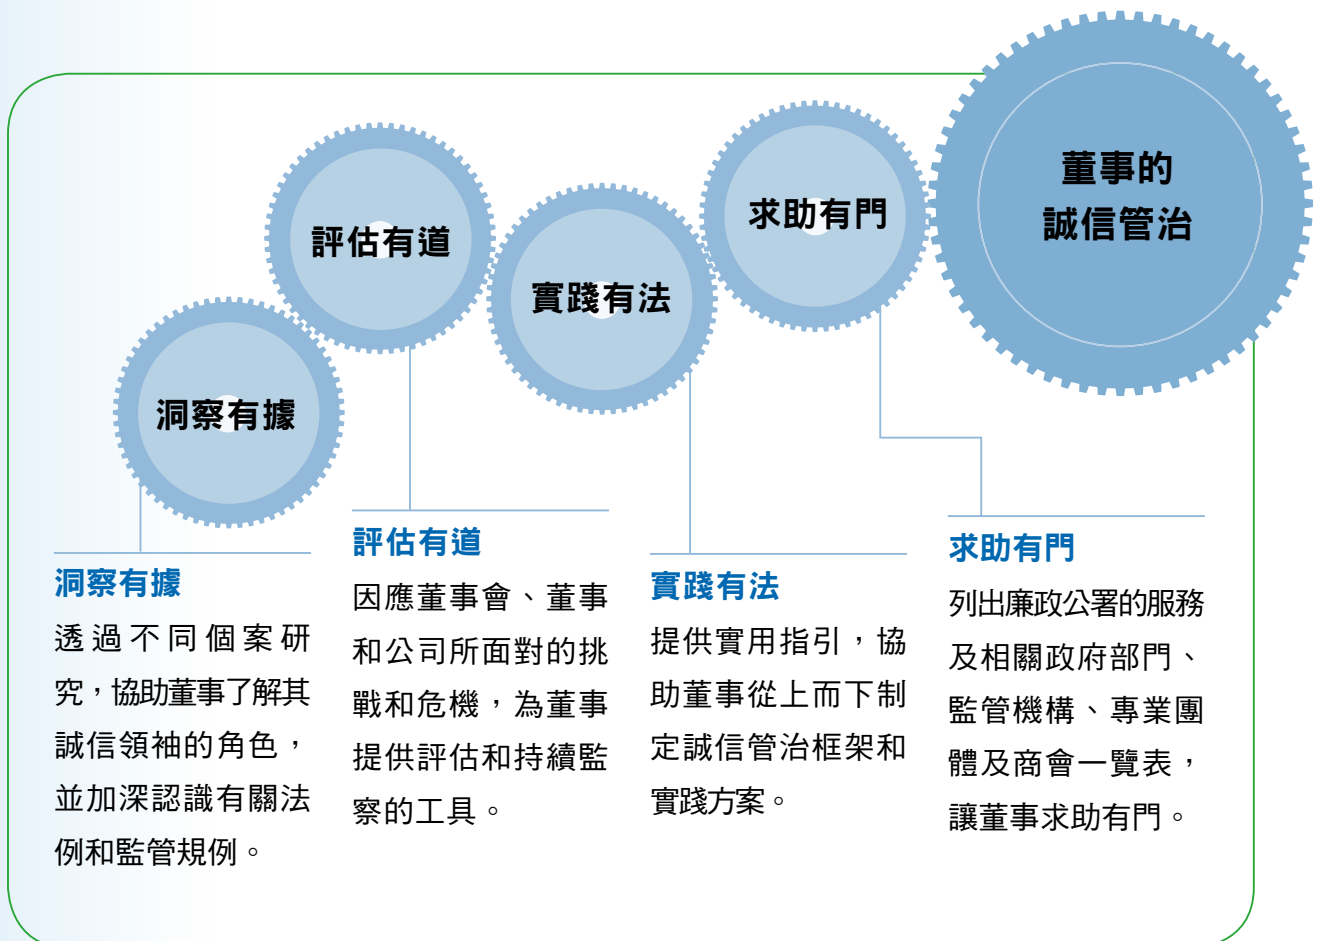 董事的
誠信管治
求助有門
評估有道
實踐有法
洞察有據
洞察有據
透過不同個案研
究，協助董事了解其
誠信領袖的角色，
並加深認識有關法
例和監管規例。
評估有道
因應董事會、董事
和公司所面對的挑
戰和危機，為董事
提供評估和持續監
察的工具。
實踐有法
提供實用指引，協
助董事從上而下制
定誠信管治框架和
實踐方案。
求助有門
列出廉政公署的服務
及相關政府部門、
監管機構、專業團
體及商會一覽表，
讓董事求助有門。